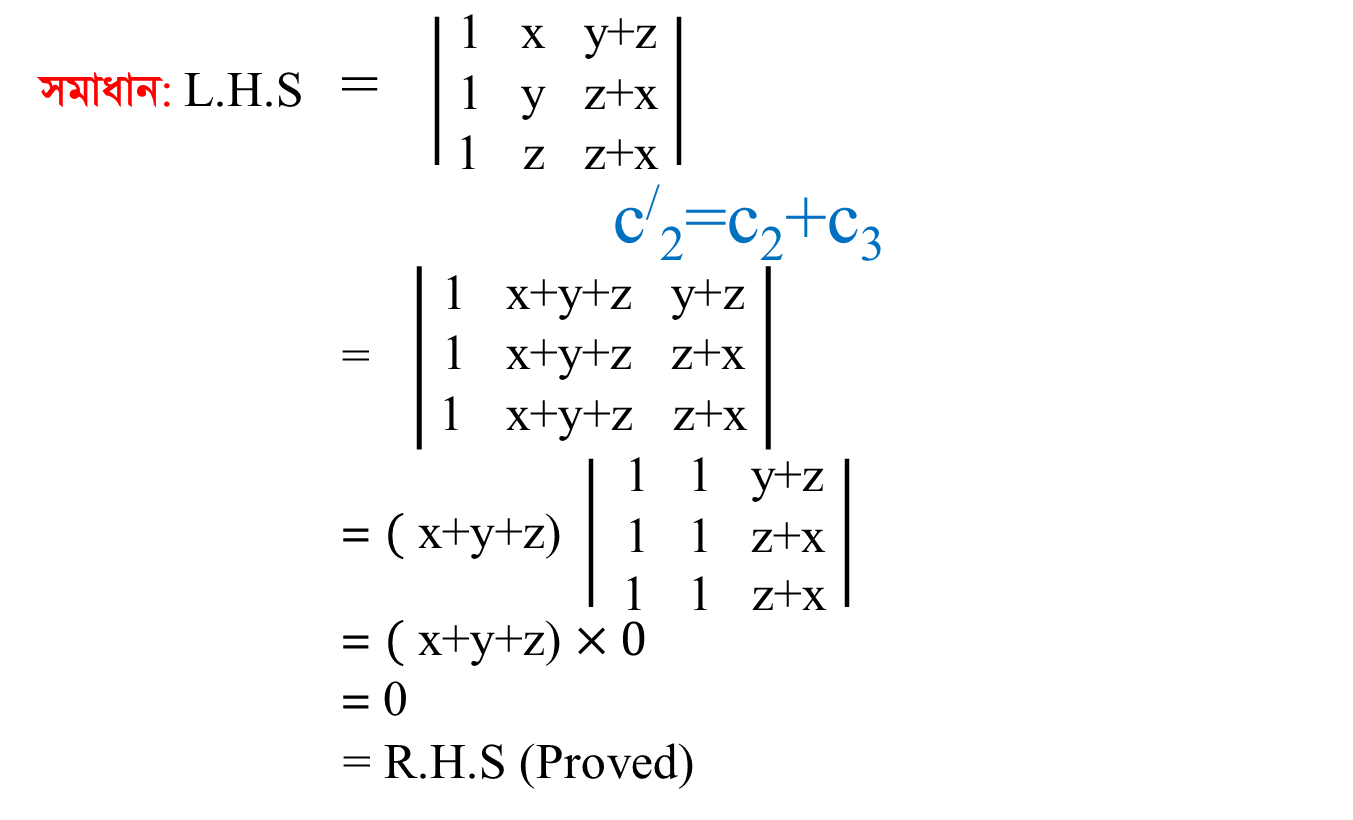 1 x y+z
সমাধান: L.H.S = 1 y z+x
1 z z+x
c/2=c2+c3
1 x+y+z y+z
= 1 x+y+z z+x
1 x+y+z z+x
1 1 y+z
= ( x+y+z) 1 1 z+x
1 1 z+x
= ( x+y+z) × 0
= 0
= R.H.S (Proved)